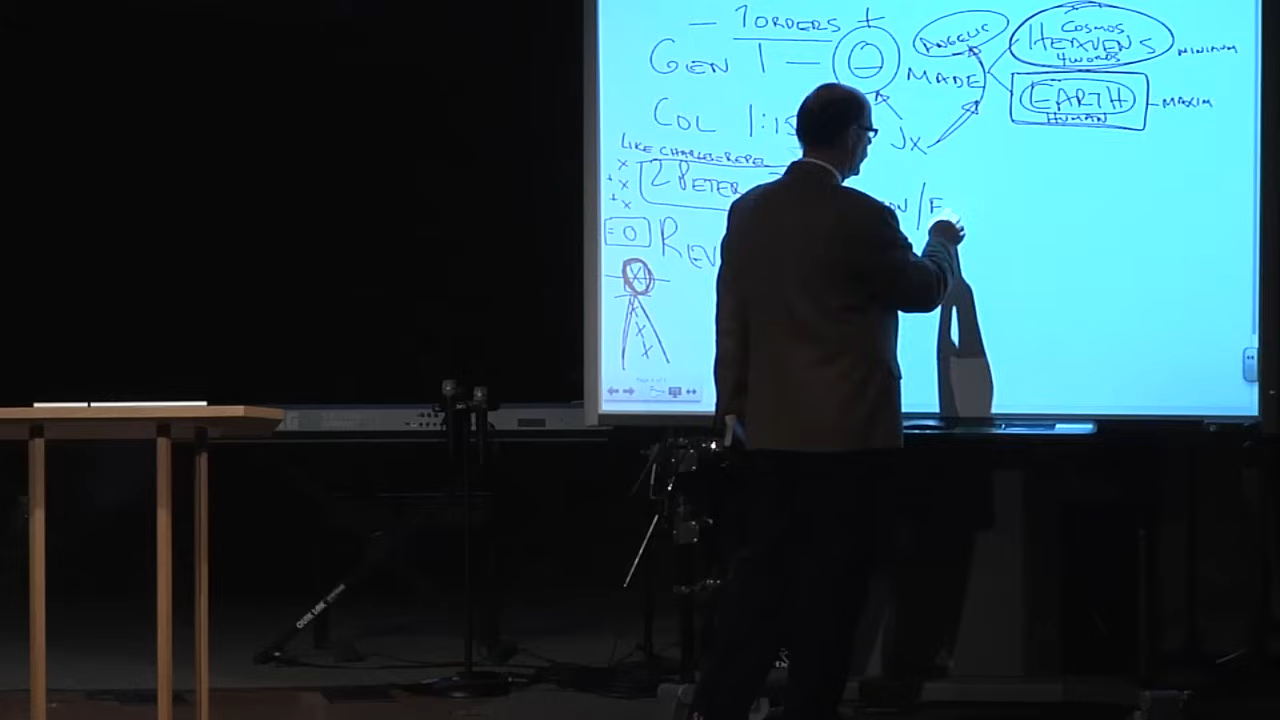 — 7 ORDERS +
GEN 1 — Θ MADE
ANGELIC
COSMOS
HEAVENS
4 WORDS
MINIMUM
EARTH
HUMAN
MAXIM
COL 1:15
JX
LIKE CHARGES REPEL
2 PETER
= 0
REV
/ F